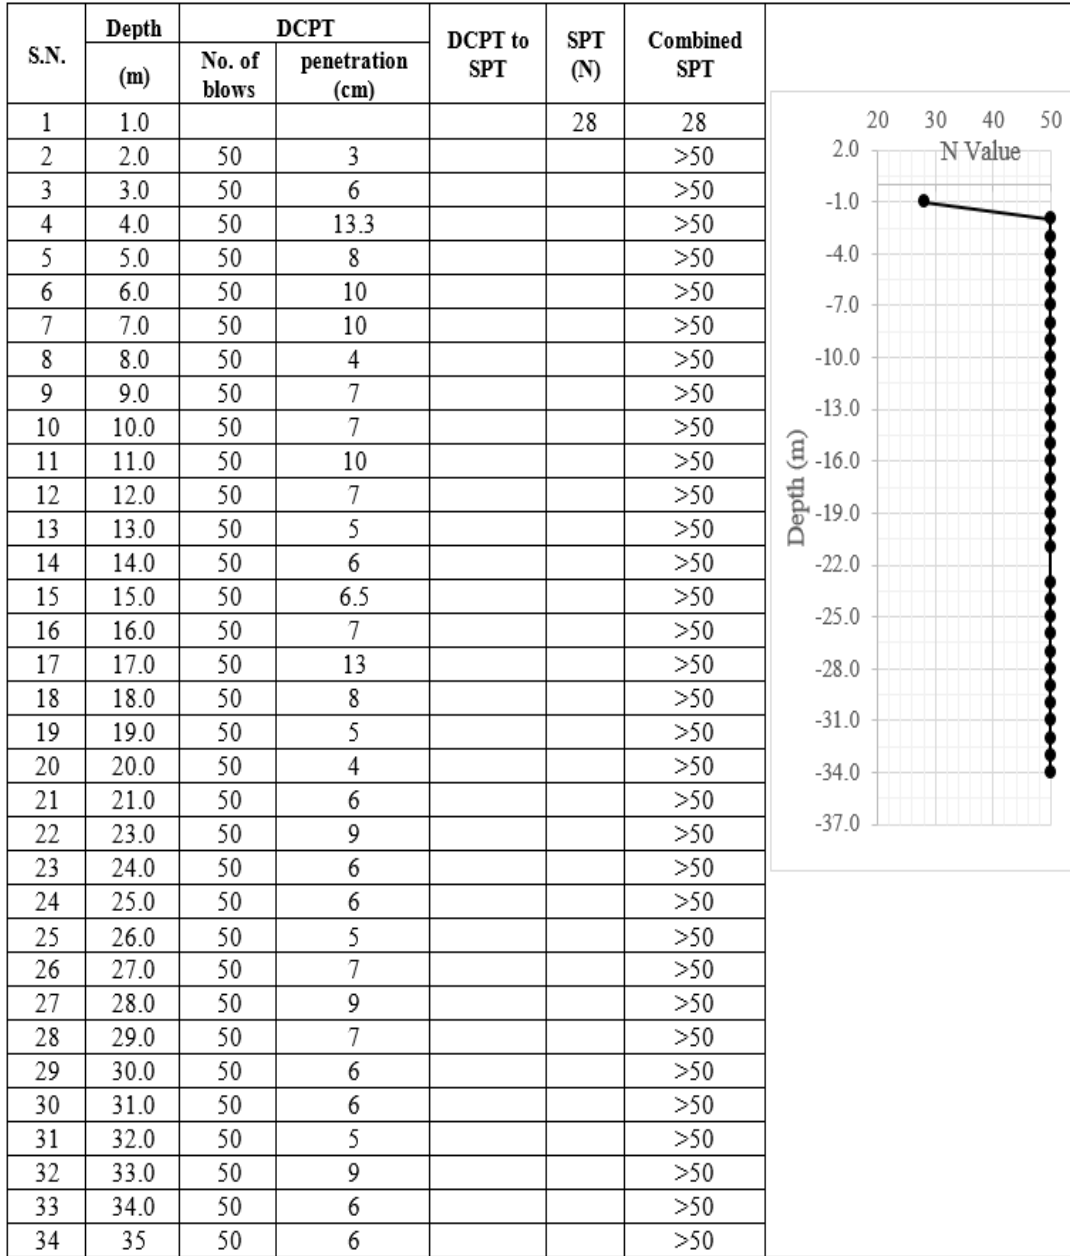 S.N. Depth (m) DCPT No. of blows penetration (cm) DCPT to SPT SPT (N) Combined SPT
1 1.0 28 28
2 2.0 50 3 >50
3 3.0 50 6 >50
4 4.0 50 13.3 >50
5 5.0 50 8 >50
6 6.0 50 10 >50
7 7.0 50 10 >50
8 8.0 50 4 >50
9 9.0 50 7 >50
10 10.0 50 7 >50
11 11.0 50 10 >50
12 12.0 50 7 >50
13 13.0 50 5 >50
14 14.0 50 6 >50
15 15.0 50 6.5 >50
16 16.0 50 7 >50
17 17.0 50 13 >50
18 18.0 50 8 >50
19 19.0 50 5 >50
20 20.0 50 4 >50
21 21.0 50 6 >50
22 23.0 50 9 >50
23 24.0 50 6 >50
24 25.0 50 6 >50
25 26.0 50 5 >50
26 27.0 50 7 >50
27 28.0 50 9 >50
28 29.0 50 7 >50
29 30.0 50 6 >50
30 31.0 50 6 >50
31 32.0 50 5 >50
32 33.0 50 9 >50
33 34.0 50 6 >50
34 35 50 6 >50
20 30 40 50
N Value
2.0
-1.0
-4.0
-7.0
-10.0
-13.0
-16.0
-19.0
-22.0
-25.0
-28.0
-31.0
-34.0
-37.0
Depth (m)